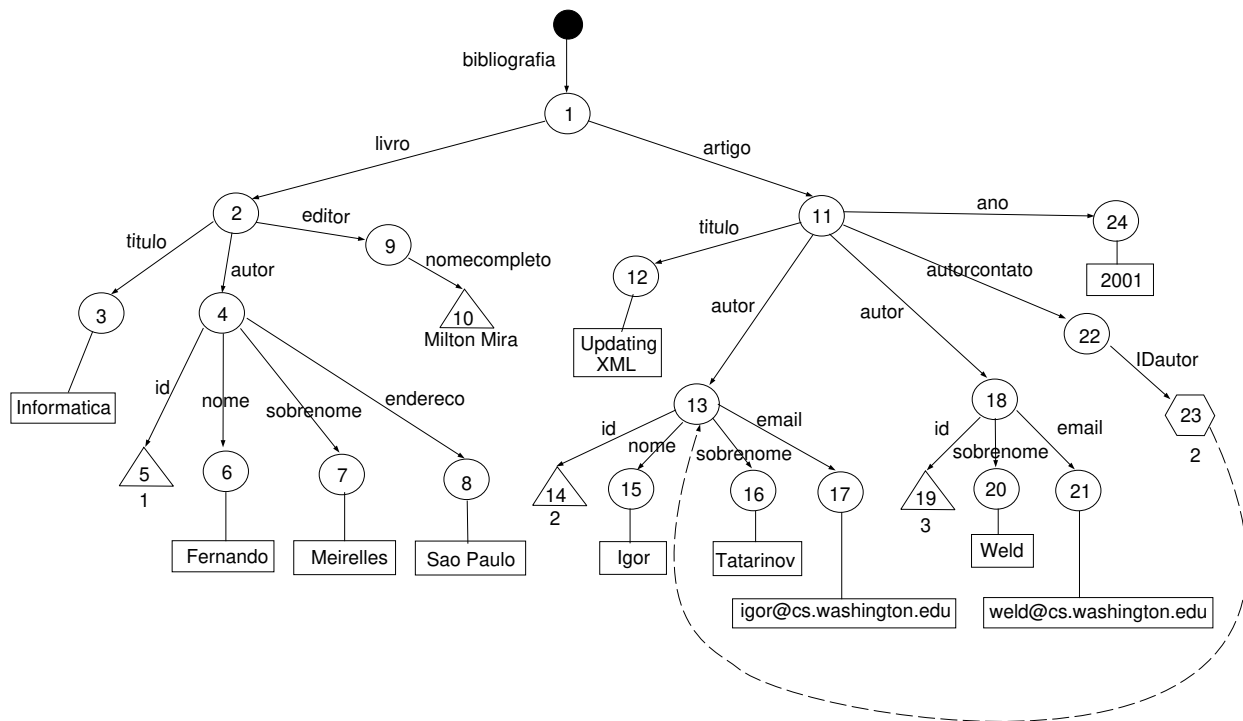 bibliografia
1
livro
artigo
2
editor
11
ano
24
titulo
9
titulo
autor
nomecompleto
12
autorcontato
2001
3
4
10
Milton Mira
autor
autor
22
Updating
XML
IDautor
id
nome
sobrenome
endereco
Informatica
13
18
23
2
id
nome
sobrenome
email
id
sobrenome
email
5
1
6
7
8
14
2
15
16
17
19
3
20
21
Fernando
Meirelles
Sao Paulo
Igor
Tatarinov
Weld
igor@cs.washington.edu
weld@cs.washington.edu